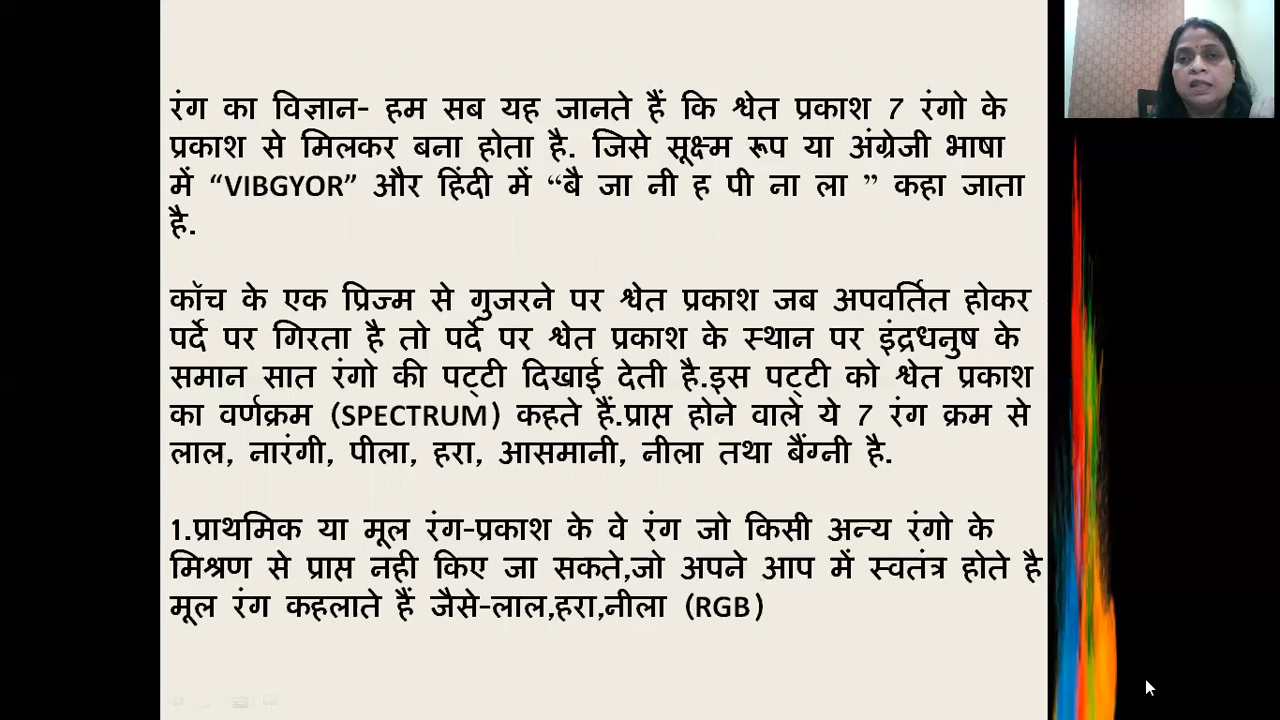 रंग का विज्ञान- हम सब यह जानते हैं कि श्वेत प्रकाश 7 रंगो के
प्रकाश से मिलकर बना होता है. जिसे सूक्ष्म रूप या अंग्रेजी भाषा
में “VIBGYOR” और हिंदी में “बै जा नी ह पी ना ला ” कहा जाता
है.
कॉच के एक प्रिज्म से गुजरने पर श्वेत प्रकाश जब अपवर्तित होकर
पर्दे पर गिरता है तो पर्दे पर श्वेत प्रकाश के स्थान पर इंद्रधनुष के
समान सात रंगो की पट्टी दिखाई देती है.इस पट्टी को श्वेत प्रकाश
का वर्णक्रम (SPECTRUM) कहते हैं.प्राप्त होने वाले ये 7 रंग क्रम से
लाल, नारंगी, पीला, हरा, आसमानी, नीला तथा बैंग्नी है.
1.प्राथमिक या मूल रंग-प्रकाश के वे रंग जो किसी अन्य रंगो के
मिश्रण से प्राप्त नही किए जा सकते,जो अपने आप में स्वतंत्र होते है
मूल रंग कहलाते हैं जैसे-लाल,हरा,नीला (RGB)